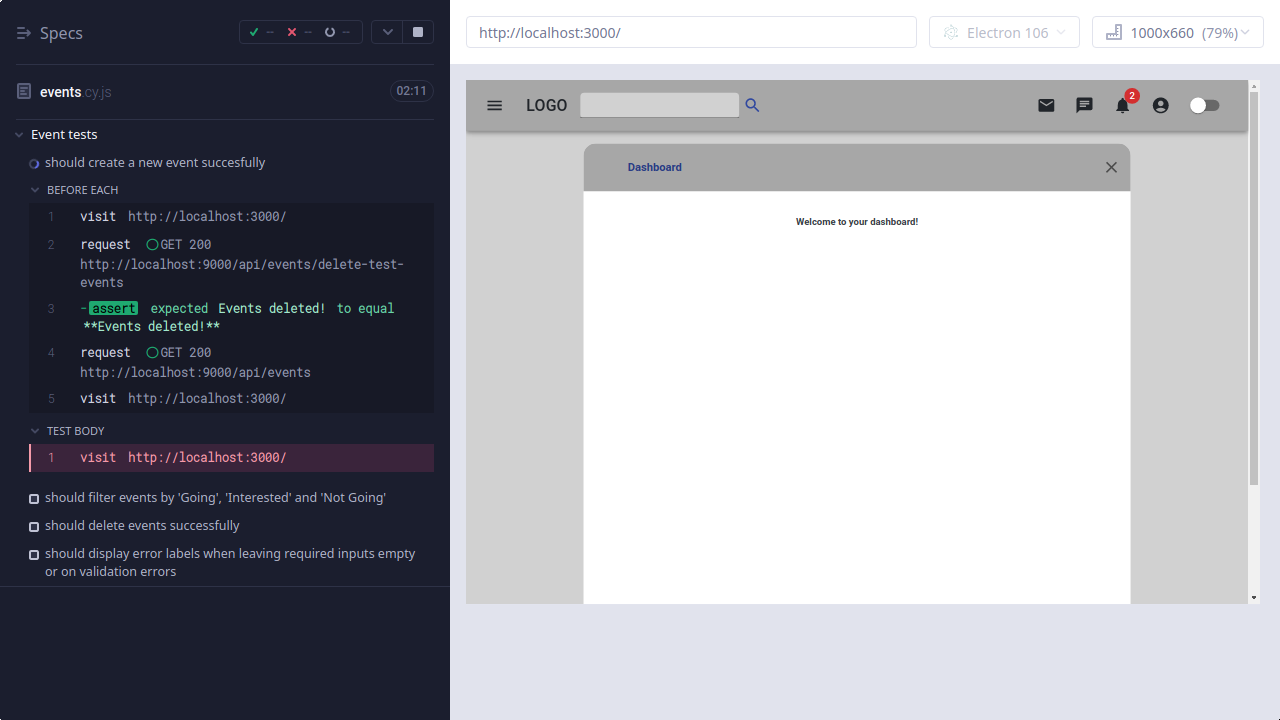 Specs
-- -- --
events.cy.js 02:11
Event tests
should create a new event succesfully
BEFORE EACH
1 visit http://localhost:3000/
2 request GET 200
http://localhost:9000/api/events/delete-test-
events
3 -assert expected Events deleted! to equal
**Events deleted!**
4 request GET 200
http://localhost:9000/api/events
5 visit http://localhost:3000/
TEST BODY
1 visit http://localhost:3000/
should filter events by 'Going', 'Interested' and 'Not Going'
should delete events successfully
should display error labels when leaving required inputs empty
or on validation errors
http://localhost:3000/
Electron 106
1000x660 (79%)
LOGO
2
Dashboard
Welcome to your dashboard!